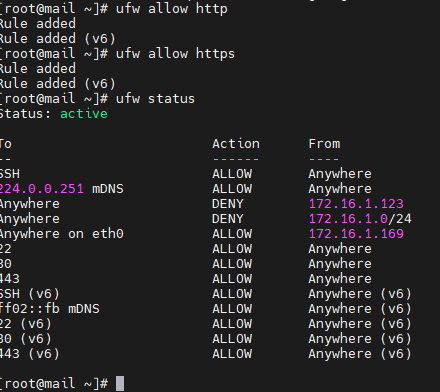 [root@mail ~]# ufw allow http
Rule added
Rule added (v6)
[root@mail ~]# ufw allow https
Rule added
Rule added (v6)
[root@mail ~]# ufw status
Status: active
To Action From
-- ------ ----
SSH ALLOW Anywhere
224.0.0.251 mDNS ALLOW Anywhere
Anywhere DENY 172.16.1.123
Anywhere DENY 172.16.1.0/24
Anywhere on eth0 ALLOW 172.16.1.169
22 ALLOW Anywhere
80 ALLOW Anywhere
443 ALLOW Anywhere
SSH (v6) ALLOW Anywhere (v6)
ff02::fb mDNS ALLOW Anywhere (v6)
22 (v6) ALLOW Anywhere (v6)
80 (v6) ALLOW Anywhere (v6)
443 (v6) ALLOW Anywhere (v6)
[root@mail ~]#